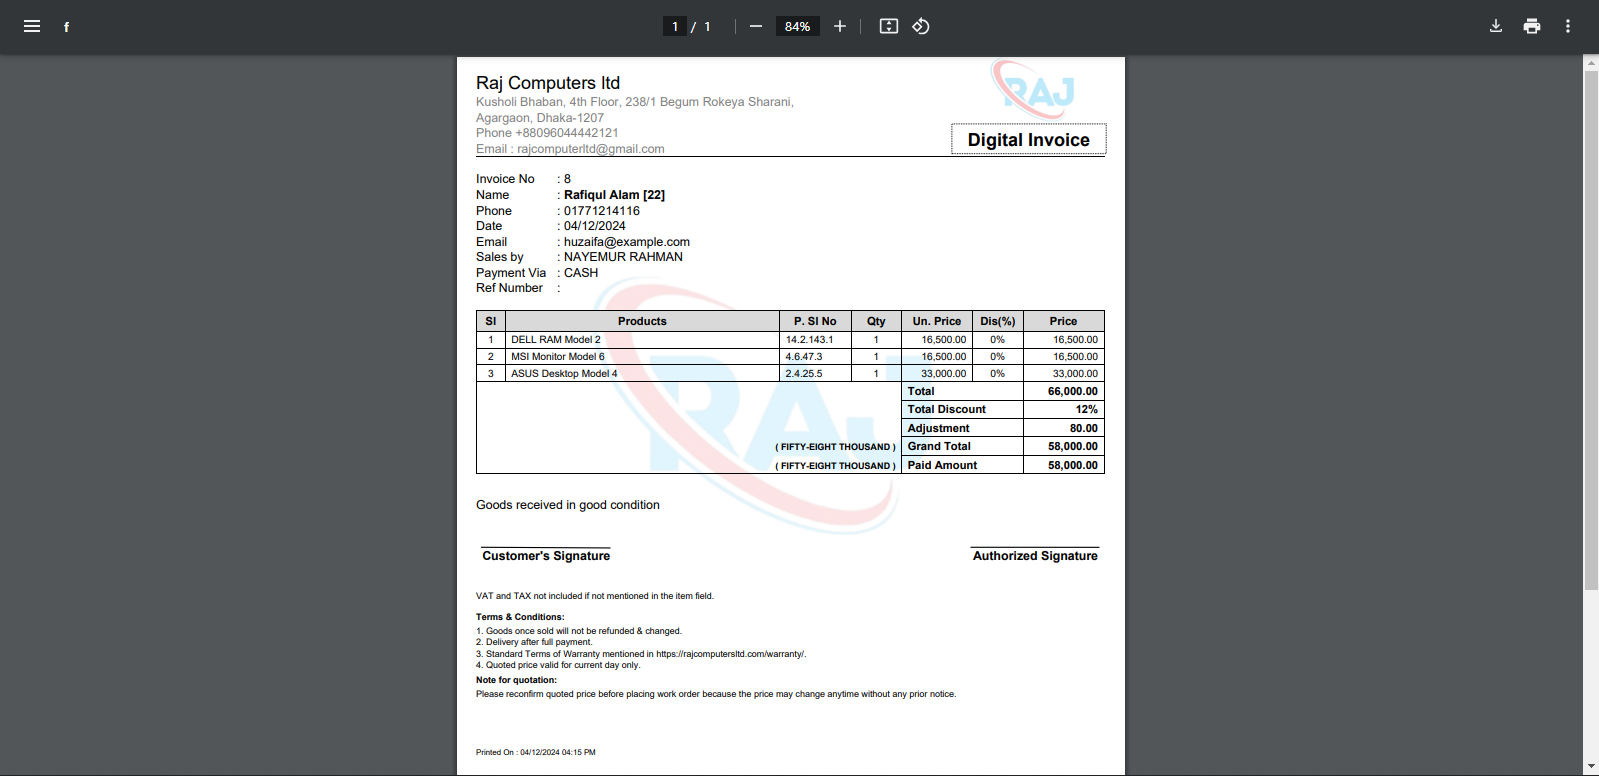 f
1 / 1
84%
Raj Computers ltd
Kusholi Bhaban, 4th Floor, 238/1 Begum Rokeya Sharani,
Agargaon, Dhaka-1207
Phone +88096044442121
Email : rajcomputerltd@gmail.com
RAJ
Digital Invoice
Invoice No : 8
Name : Rafiqul Alam [22]
Phone : 01771214116
Date : 04/12/2024
Email : huzaifa@example.com
Sales by : NAYEMUR RAHMAN
Payment Via : CASH
Ref Number :
Sl Products P. Sl No Qty Un. Price Dis(%) Price
1 DELL RAM Model 2 14.2.143.1 1 16,500.00 0% 16,500.00
2 MSI Monitor Model 6 4.6.47.3 1 16,500.00 0% 16,500.00
3 ASUS Desktop Model 4 2.4.25.5 1 33,000.00 0% 33,000.00
Total 66,000.00
Total Discount 12%
Adjustment 80.00
( FIFTY-EIGHT THOUSAND ) Grand Total 58,000.00
( FIFTY-EIGHT THOUSAND ) Paid Amount 58,000.00
RAJ
Goods received in good condition
Customer's Signature Authorized Signature
VAT and TAX not included if not mentioned in the item field.
Terms & Conditions:
1. Goods once sold will not be refunded & changed.
2. Delivery after full payment.
3. Standard Terms of Warranty mentioned in https://rajcomputersltd.com/warranty/.
4. Quoted price valid for current day only.
Note for quotation:
Please reconfirm quoted price before placing work order because the price may change anytime without any prior notice.
Printed On : 04/12/2024 04:15 PM